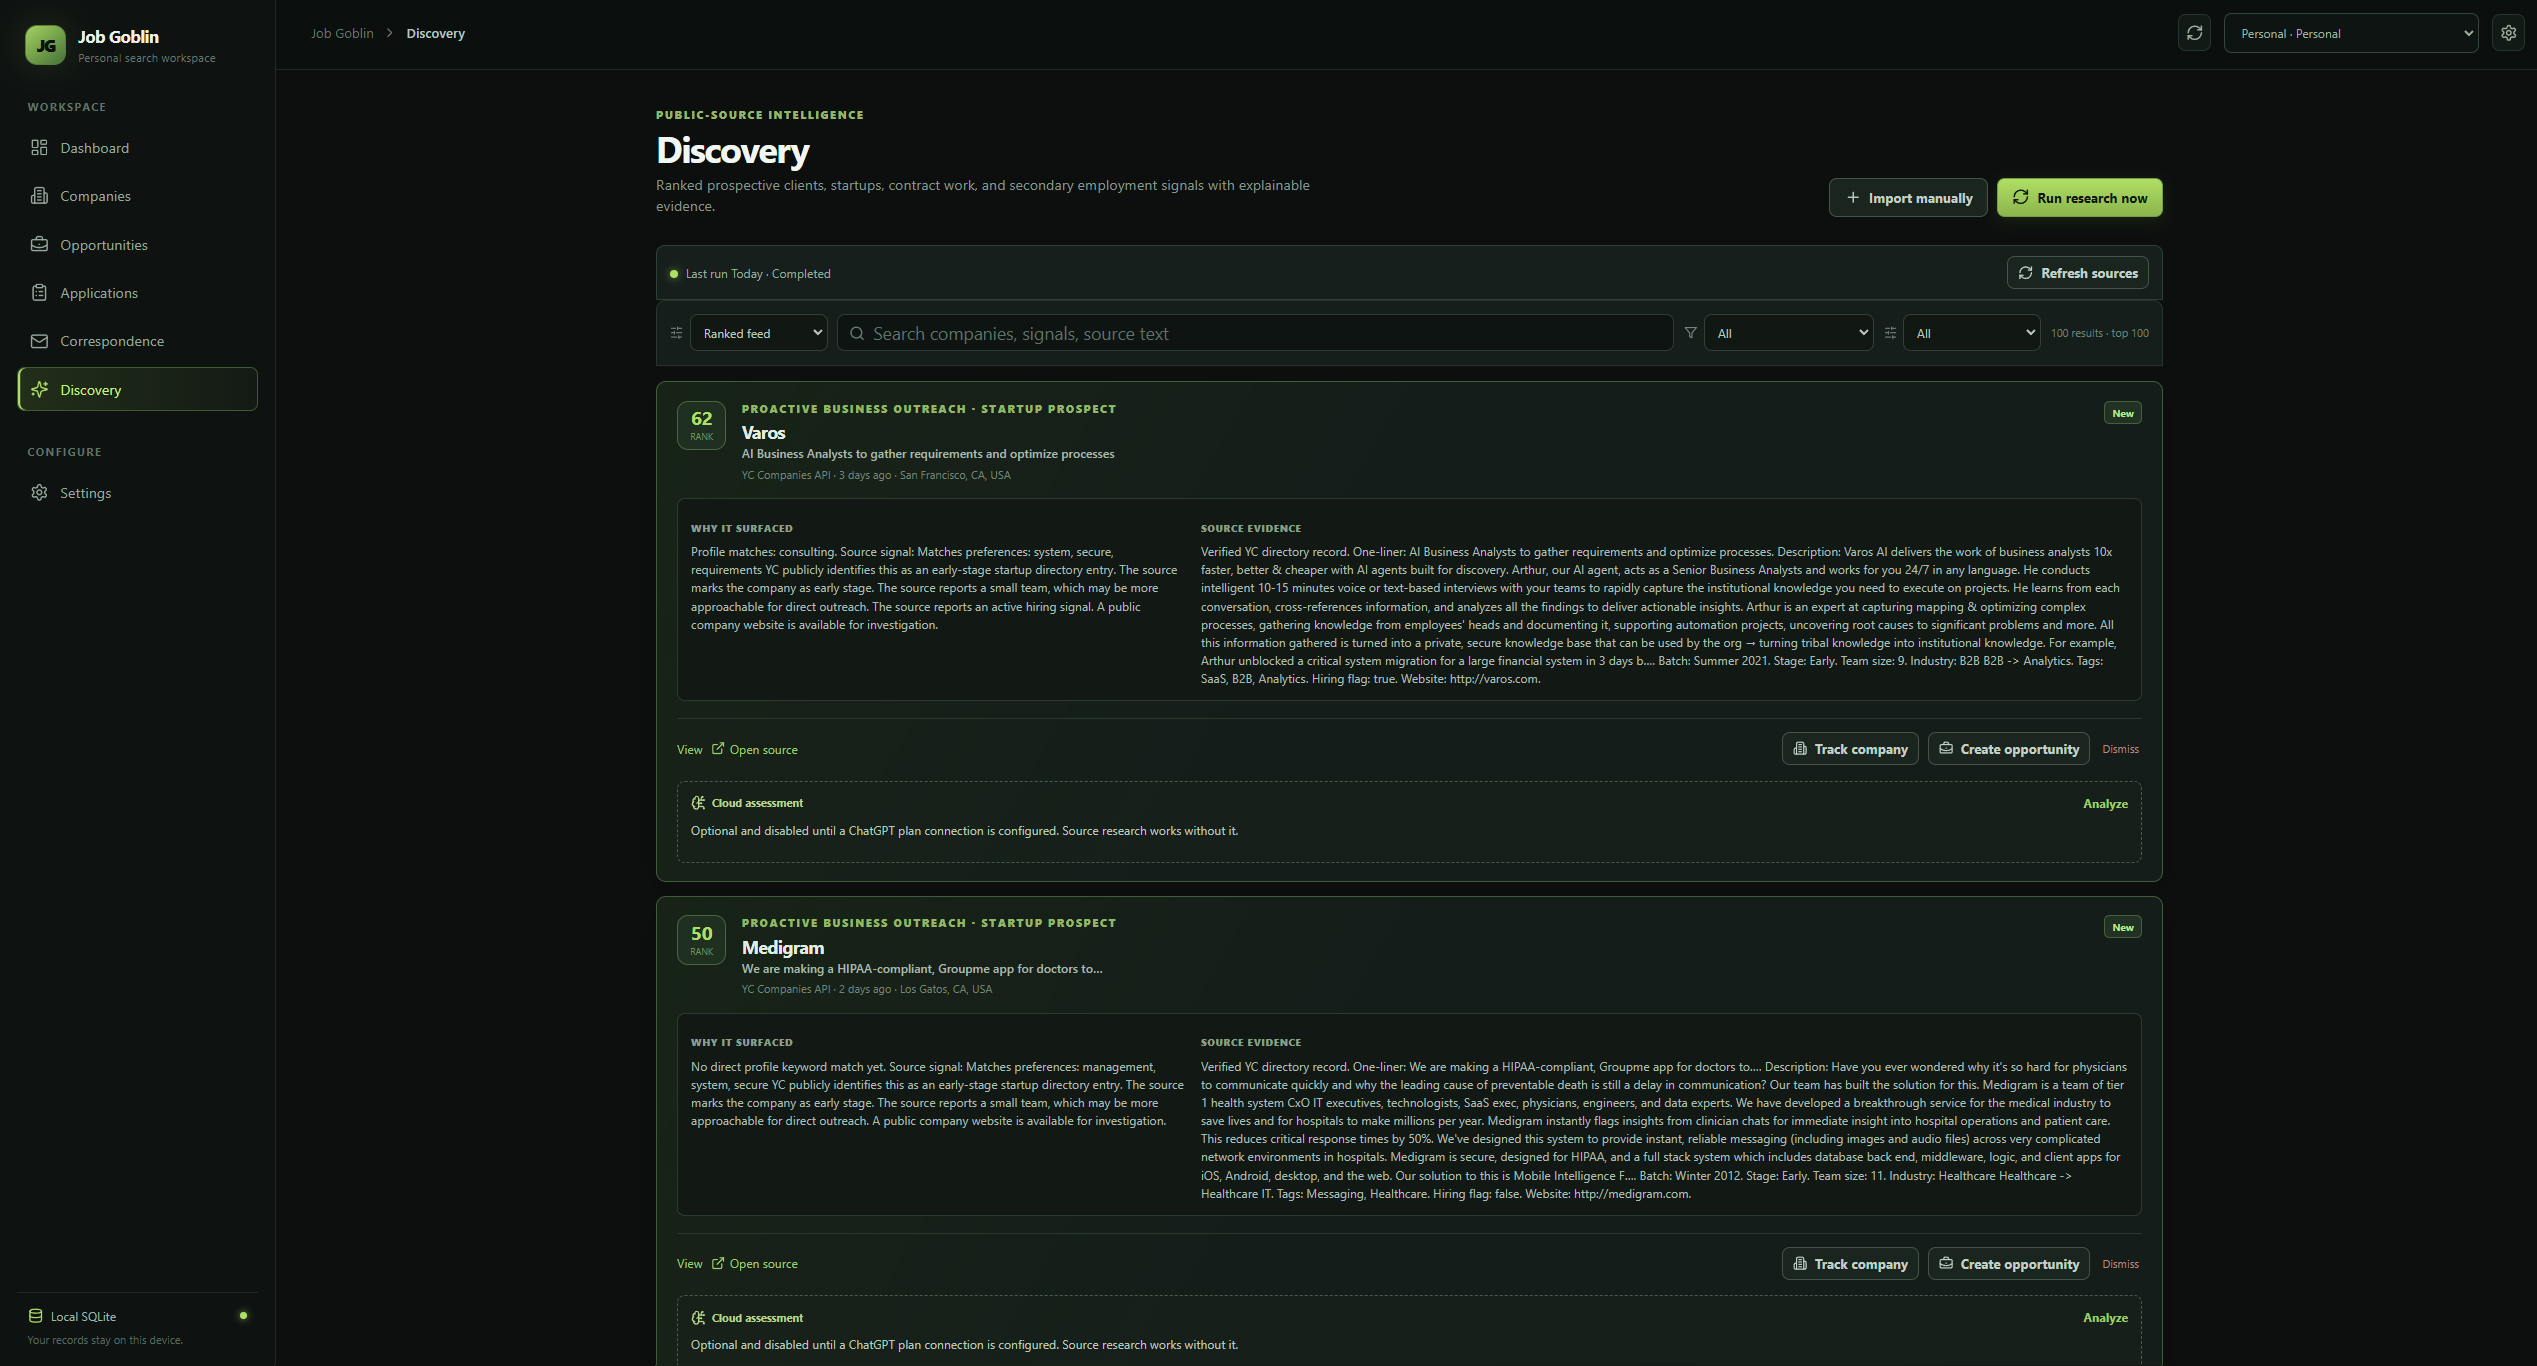 JG
Job Goblin
Personal search workspace
WORKSPACE
Dashboard
Companies
Opportunities
Applications
Correspondence
Discovery
CONFIGURE
Settings
Local SQLite
Your records stay on this device.
Job Goblin > Discovery
Personal · Personal
PUBLIC-SOURCE INTELLIGENCE
Discovery
Ranked prospective clients, startups, contract work, and secondary employment signals with explainable
evidence.
Import manually
Run research now
Last run Today · Completed
Refresh sources
Ranked feed
Search companies, signals, source text
All
All
100 results · top 100
62
RANK
PROACTIVE BUSINESS OUTREACH · STARTUP PROSPECT
Varos
AI Business Analysts to gather requirements and optimize processes
YC Companies API · 3 days ago · San Francisco, CA, USA
New
WHY IT SURFACED
Profile matches: consulting. Source signal: Matches preferences: system, secure,
requirements YC publicly identifies this as an early-stage startup directory entry. The source
marks the company as early stage. The source reports a small team, which may be more
approachable for direct outreach. The source reports an active hiring signal. A public
company website is available for investigation.
SOURCE EVIDENCE
Verified YC directory record. One-liner: AI Business Analysts to gather requirements and optimize processes. Description: Varos AI delivers the work of business analysts 10x
faster, better & cheaper with AI agents built for discovery. Arthur, our AI agent, acts as a Senior Business Analysts and works for you 24/7 in any language. He conducts
intelligent 10-15 minutes voice or text-based interviews with your teams to rapidly capture the institutional knowledge you need to execute on projects. He learns from each
conversation, cross-references information, and analyzes all the findings to deliver actionable insights. Arthur is an expert at capturing mapping & optimizing complex
processes, gathering knowledge from employees' heads and documenting it, supporting automation projects, uncovering root causes to significant problems and more. All
this information gathered is turned into a private, secure knowledge base that can be used by the org → turning tribal knowledge into institutional knowledge. For example,
Arthur unblocked a critical system migration for a large financial system in 3 days b.... Batch: Summer 2021. Stage: Early. Team size: 9. Industry: B2B B2B -> Analytics. Tags:
SaaS, B2B, Analytics. Hiring flag: true. Website: http://varos.com.
View
Open source
Track company
Create opportunity
Dismiss
Cloud assessment
Analyze
Optional and disabled until a ChatGPT plan connection is configured. Source research works without it.
50
RANK
PROACTIVE BUSINESS OUTREACH · STARTUP PROSPECT
Medigram
We are making a HIPAA-compliant, Groupme app for doctors to...
YC Companies API · 2 days ago · Los Gatos, CA, USA
New
WHY IT SURFACED
No direct profile keyword match yet. Source signal: Matches preferences: management,
system, secure YC publicly identifies this as an early-stage startup directory entry. The source
marks the company as early stage. The source reports a small team, which may be more
approachable for direct outreach. A public company website is available for investigation.
SOURCE EVIDENCE
Verified YC directory record. One-liner: We are making a HIPAA-compliant, Groupme app for doctors to.... Description: Have you ever wondered why it's so hard for physicians
to communicate quickly and why the leading cause of preventable death is still a delay in communication? Our team has built the solution for this. Medigram is a team of tier
1 health system CxO IT executives, technologists, SaaS exec, physicians, engineers, and data experts. We have developed a breakthrough service for the medical industry to
save lives and for hospitals to make millions per year. Medigram instantly flags insights from clinician chats for immediate insight into hospital operations and patient care.
This reduces critical response times by 50%. We've designed this system to provide instant, reliable messaging (including images and audio files) across very complicated
network environments in hospitals. Medigram is secure, designed for HIPAA, and a full stack system which includes database back end, middleware, logic, and client apps for
iOS, Android, desktop, and the web. Our solution to this is Mobile Intelligence F.... Batch: Winter 2012. Stage: Early. Team size: 11. Industry: Healthcare Healthcare ->
Healthcare IT. Tags: Messaging, Healthcare. Hiring flag: false. Website: http://medigram.com.
View
Open source
Track company
Create opportunity
Dismiss
Cloud assessment
Analyze
Optional and disabled until a ChatGPT plan connection is configured. Source research works without it.